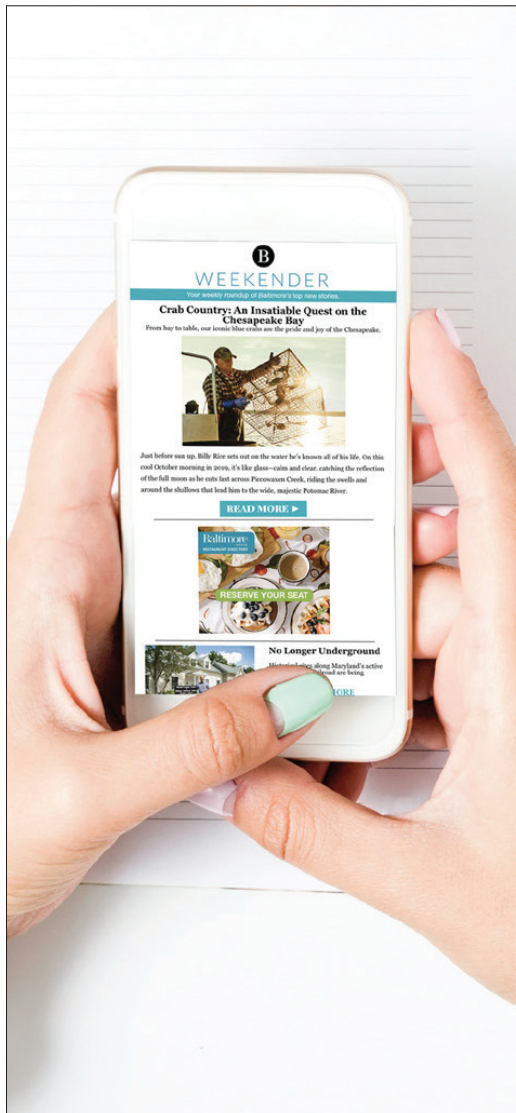 B
WEEKENDER
Your weekly roundup of Baltimore's top new stories.
Crab Country: An Insatiable Quest on the
Chesapeake Bay
From bay to table, our iconic blue crabs are the pride and joy of the Chesapeake.
Just before sun up, Billy Rice sets out on the water he's known all of his life. On this
cool October morning in 2019, it's like glass—calm and clear, catching the reflection
of the full moon as he cuts fast across Piccowaxen Creek, riding the swells and
around the shallows that lead him to the wide, majestic Potomac River.
READ MORE ►
Baltimore
RESTAURANT DIRECTORY
RESERVE YOUR SEAT
No Longer Underground
Historical sites along Maryland's active
are being
MORE